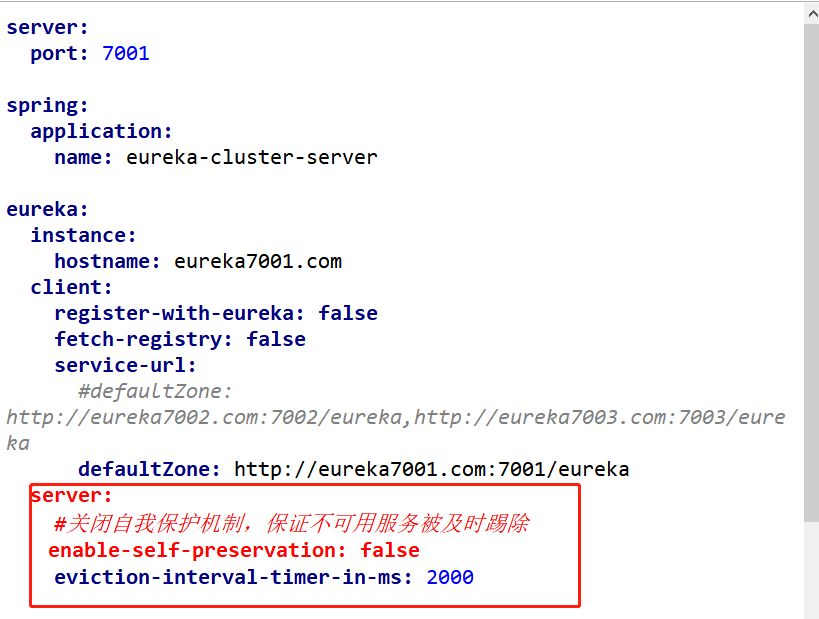 server:
  port: 7001

spring:
  application:
    name: eureka-cluster-server

eureka:
  instance:
    hostname: eureka7001.com
  client:
    register-with-eureka: false
    fetch-registry: false
    service-url:
      #defaultZone:
http://eureka7002.com:7002/eureka,http://eureka7003.com:7003/eure
ka
      defaultZone: http://eureka7001.com:7001/eureka
  server:
    #关闭自我保护机制，保证不可用服务被及时踢除
    enable-self-preservation: false
    eviction-interval-timer-in-ms: 2000